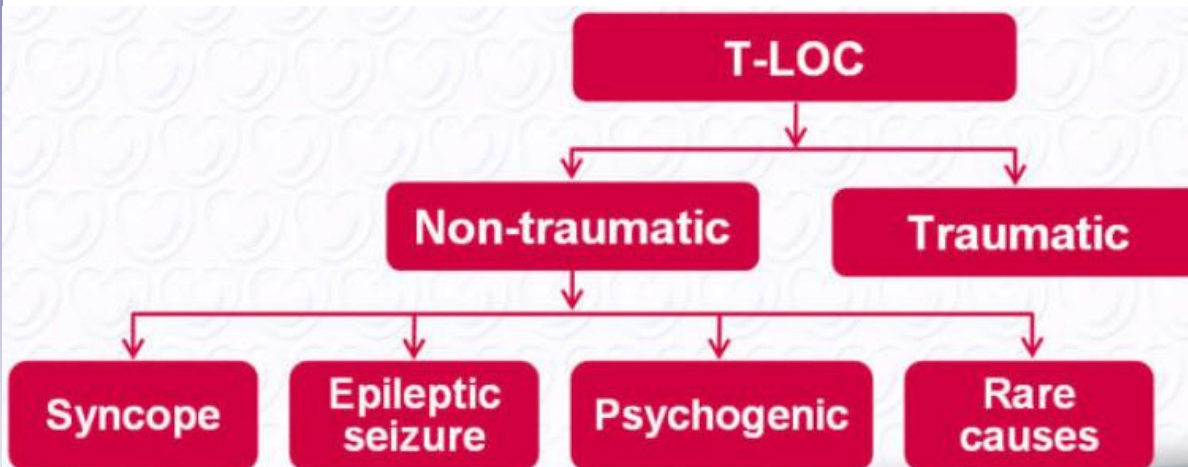 T-LOC
Non-traumatic
Traumatic
Syncope
Epileptic
seizure
Psychogenic
Rare
causes